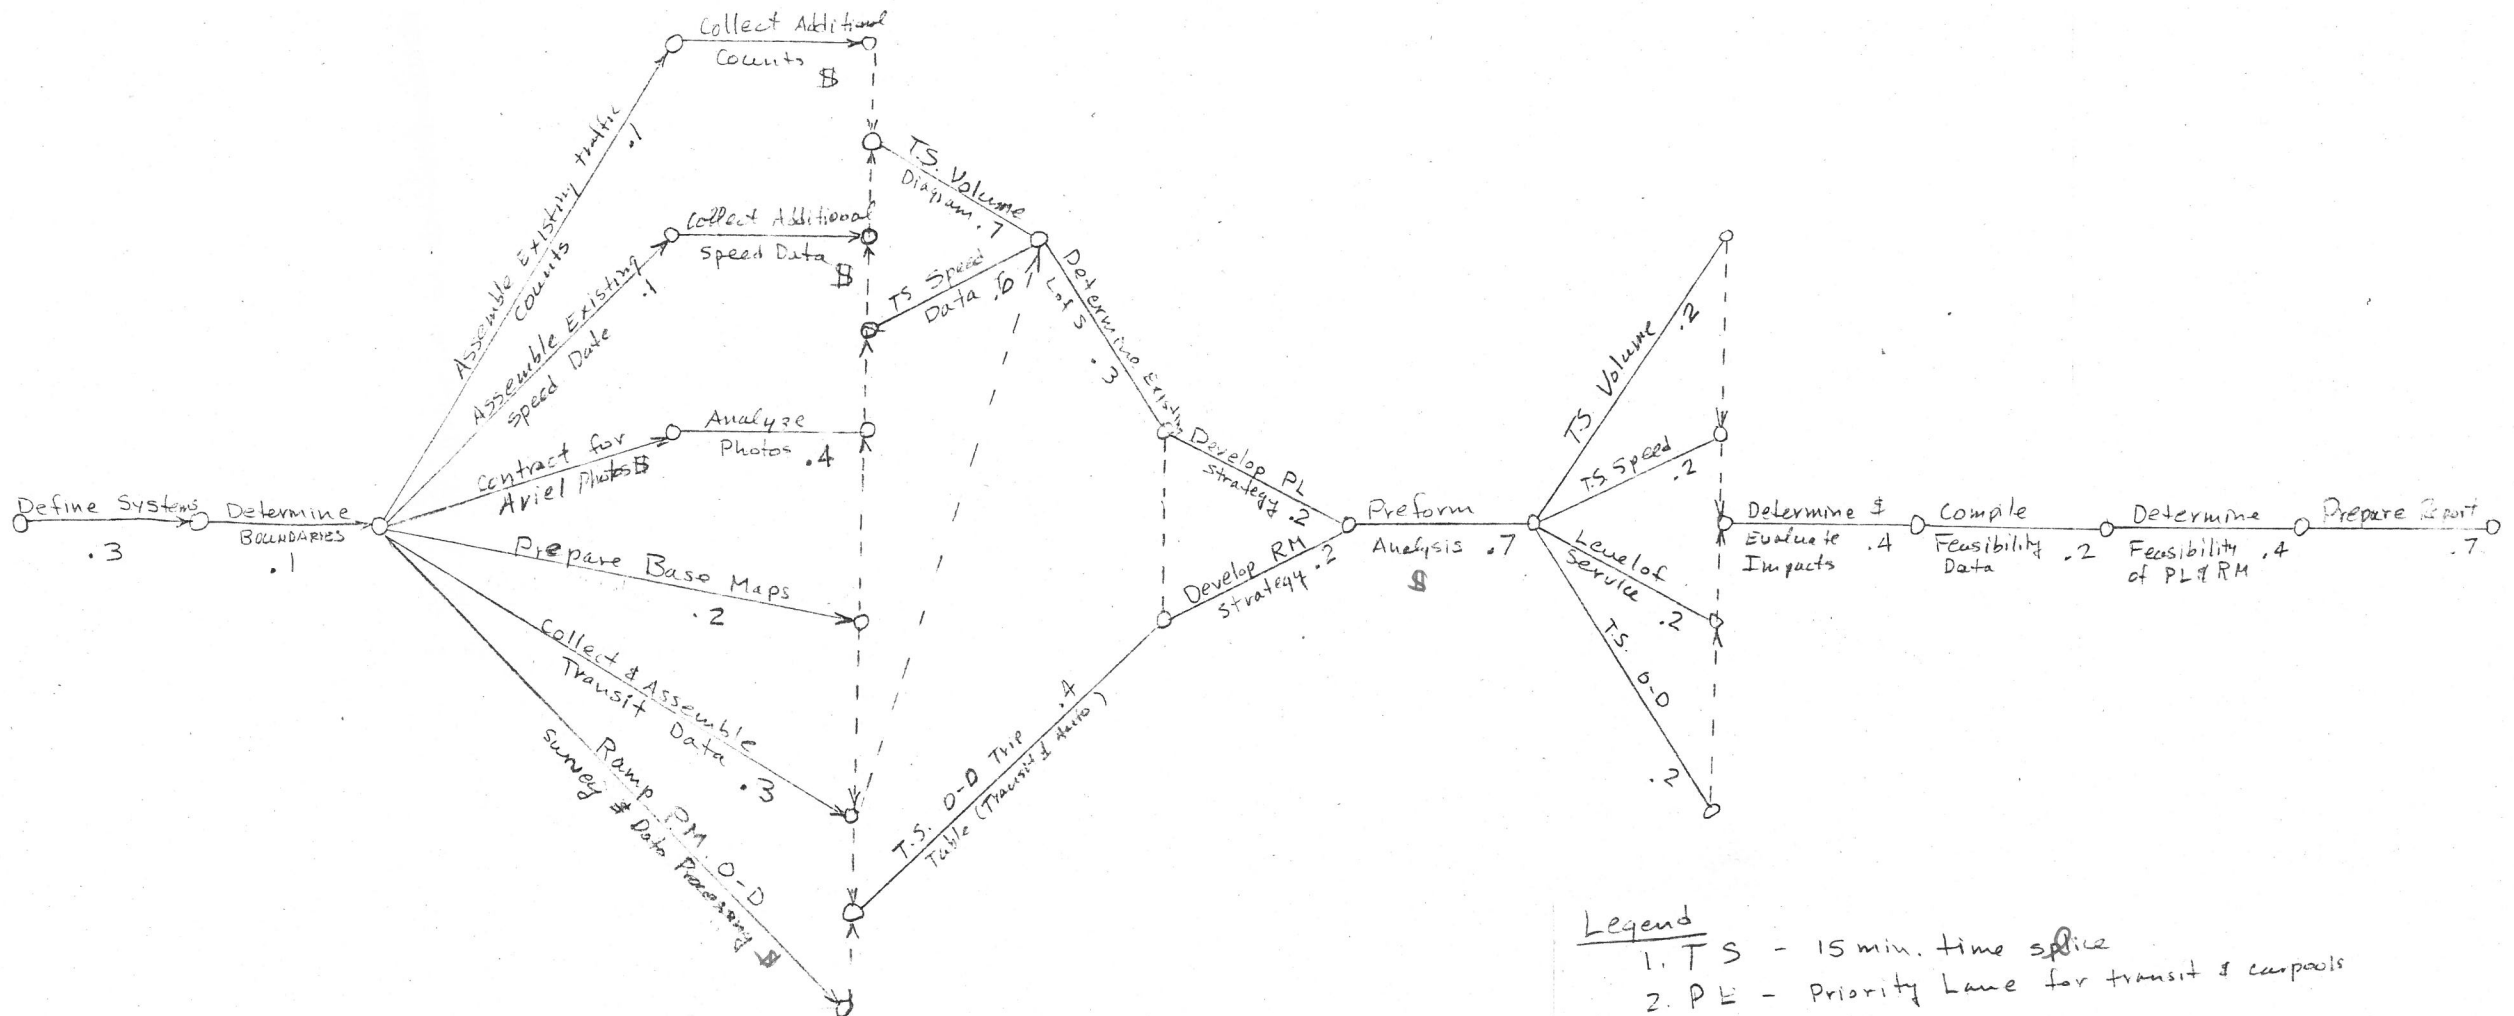 Collect Additional
Counts $
Assemble Existing traffic
Counts
.1
Collect Additional
Speed Data $
Assemble Existing
Speed Date
.1
Contract for
Ariel Photos $
Analyze
Photos .4
Define Systems
.3
Determine
BOUNDARIES
.1
Prepare Base Maps
.2
Collect & Assemble
Transit Data .3
Ramp PM. O-D
Survey & Data Processing $
T.S. Volume
Diagram .7
TS Speed
Data .6
Determine Existing
L of S
.3
T.S. O-D Trip .4
Table (Transit & Auto)
Develop PL
Strategy .2
Develop RM
Strategy .2
Preform
Analysis .7
$
TS Volume .2
T.S. Speed
.2
Level of
Service
.2
T.S. O-D
.2
Determine &
Evaluate .4
Impacts
Compile
Feasibility .2
Data
Determine
Feasibility .4
of PL & RM
Prepare Report
.7
Legend
1. T S - 15 min. time splice
2. PL - Priority Lane for transit & carpools